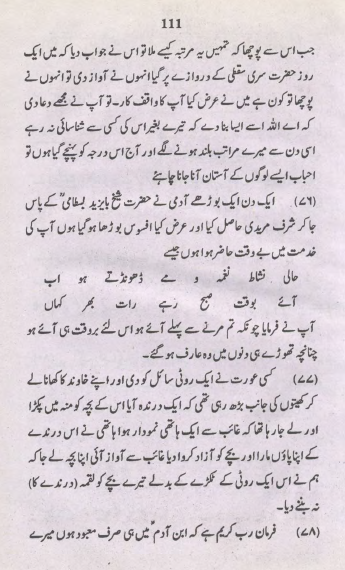 111
جب اس سے پوچھا کہ تمہیں یہ مرتبہ کیسے ملا تو اس نے جواب دیا کہ میں ایک
روز حضرت سری سقطی کے دروازے پر گیا انہوں نے آواز دی تو انہوں نے
پوچھا تو کون ہے میں نے عرض کیا آپ کا واقف کار۔ تو آپ نے مجھے دعا دی
کہ اے اللہ اسے ایسا بنا دے کہ تیرے بغیر اس کی کسی سے شناسائی نہ رہے
اسی دن سے میرے مراتب بلند ہونے لگے اور آج اس درجہ کو پہنچے گیا ہوں تو
احباب ایسے لوگوں کے آستان آنا جانا چاہئے
(۷۶) ایک دن ایک بوڑھے آدمی نے حضرت شیخ بایزید بسطامیؒ کے پاس
جا کر شرف مریدی حاصل کیا اور عرض کیا افسوس بوڑھا ہو گیا ہوں آپ کی
خدمت میں بے وقت حاضر ہوا ہوں جیسے
حالی نشاط نغمہ و مے ڈھونڈتے ہو اب
آئے بوقت صبح رہے رات بھر کہاں
آپ نے فرمایا چونکہ تم مرنے سے پہلے آئے ہو اس لئے بروقت ہی آئے ہو
چنانچہ تھوڑے ہی دنوں میں وہ عارف ہو گئے۔
(۷۷) کسی عورت نے ایک روٹی سائل کو دی اور اپنے خاوند کا کھانا لے
کر کھیتوں کی جانب بڑھ رہی تھی کہ ایک درندہ آیا اس کے بچہ کو منہ میں پکڑا
اور لے جا رہا تھا کہ غائب سے ایک ہاتھی نمودار ہوا ہاتھی نے اس درندے
کے اپنا پاؤں مارا اور بچے کو آزاد کروا دیا غائب سے آواز آئی اپنا بچہ لے جا کہ
ہم نے اس ایک روٹی کے ٹکڑے کے بدلے تیرے بچے کو لقمہ (درندے کا)
نہ بننے دیا۔
(۷۸) فرمان رب کریم ہے کہ ابن آدمؑ میں ہی صرف معبود ہوں میرے